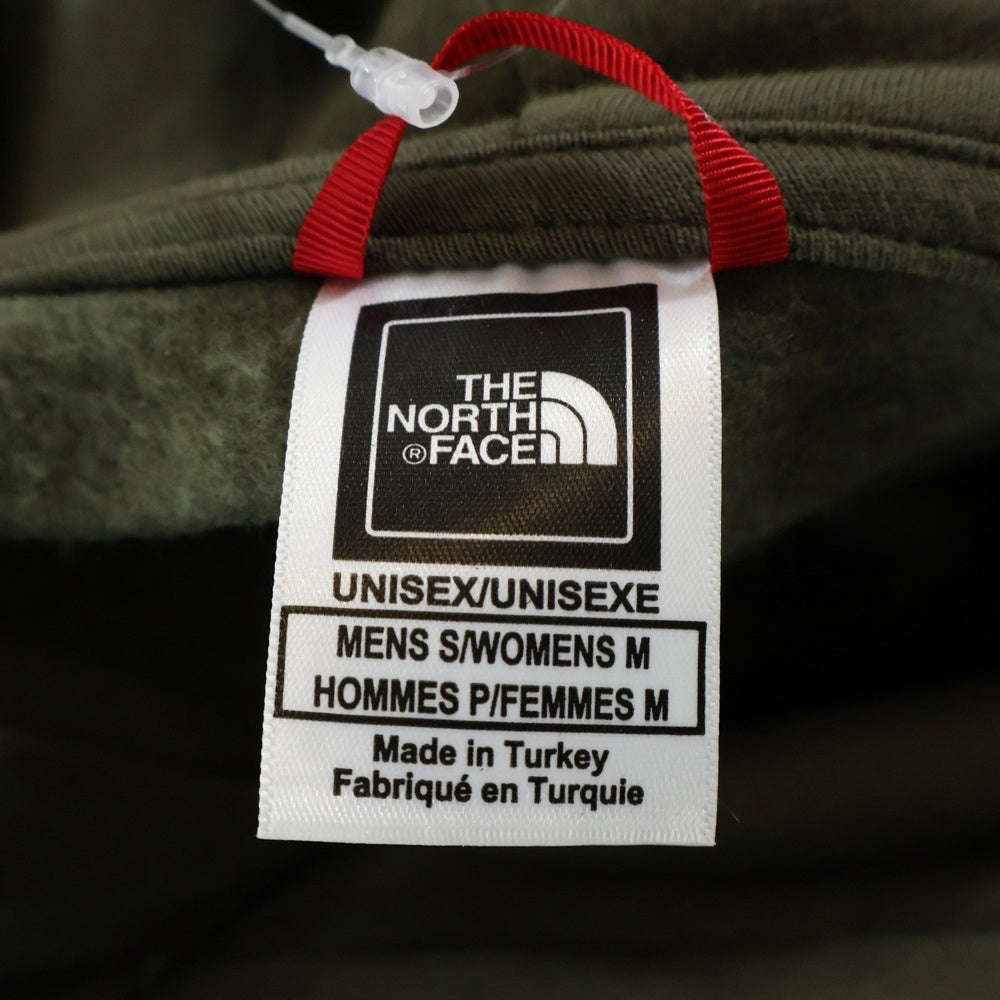 THE
NORTH
® FACE
UNISEX/UNISEXE
MENS S/WOMENS M
HOMMES P/FEMMES M
Made in Turkey
Fabriqué en Turquie